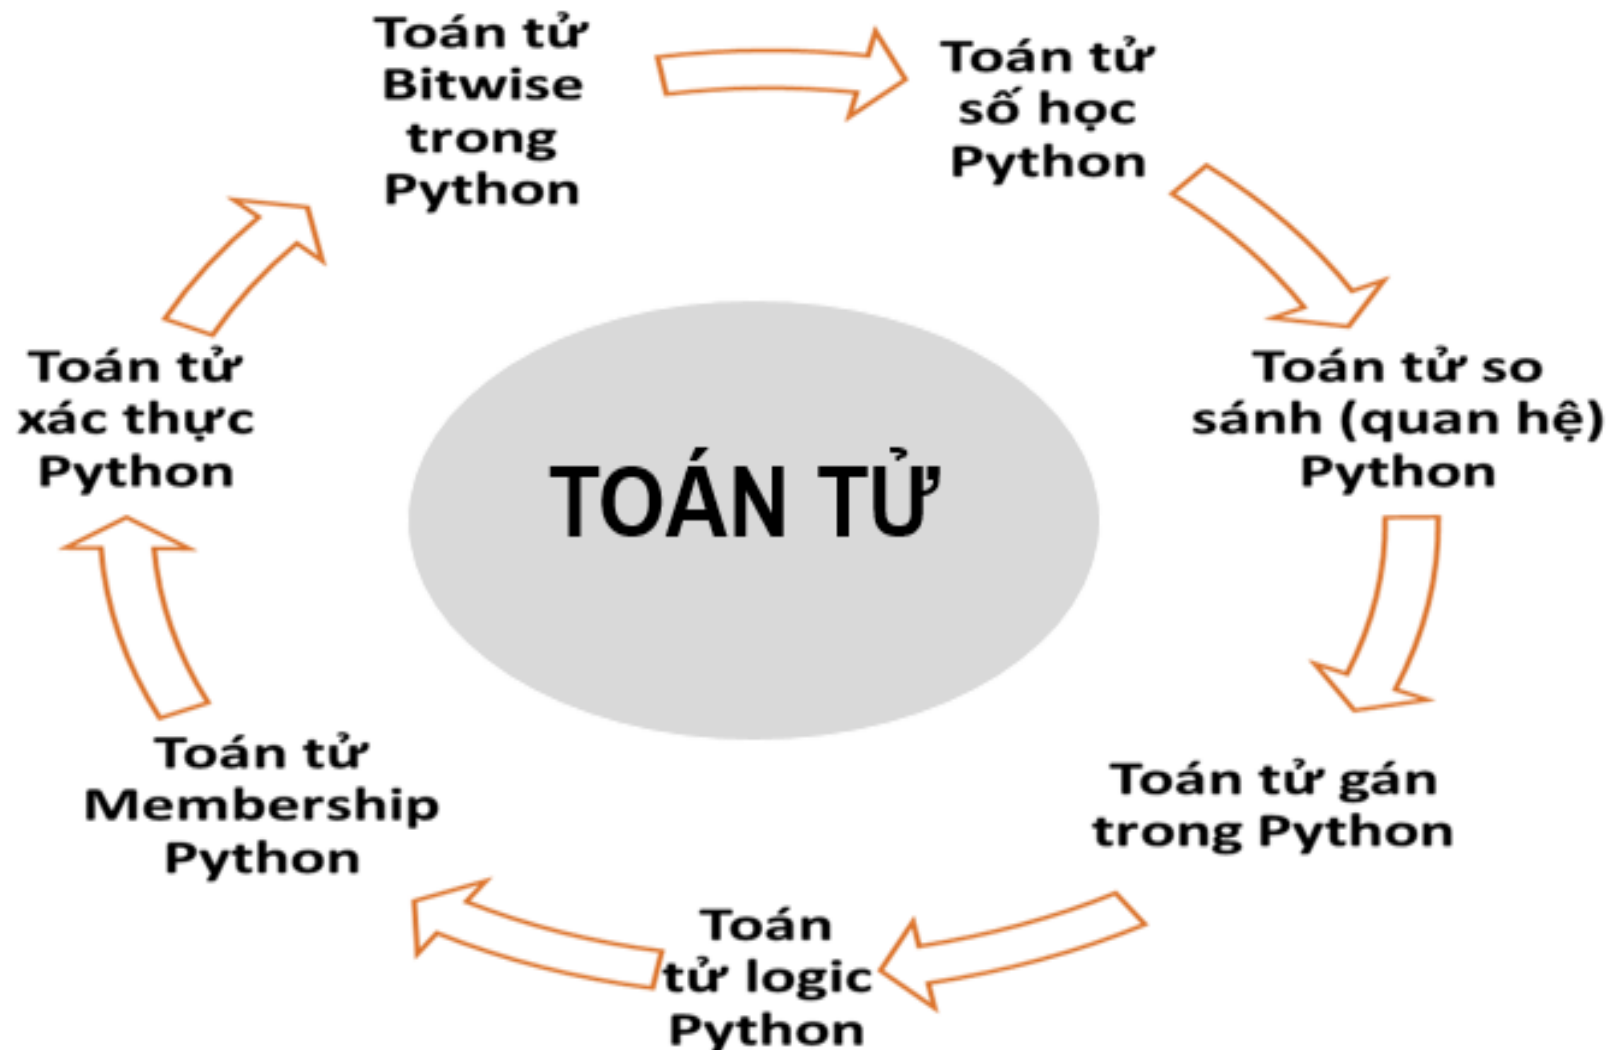 Toán tử
Bitwise
trong
Python
Toán tử
số học
Python
Toán tử so
sánh (quan hệ)
Python
Toán tử gán
trong Python
Toán
tử logic
Python
Toán tử
Membership
Python
Toán tử
xác thực
Python
TOÁN TỬ